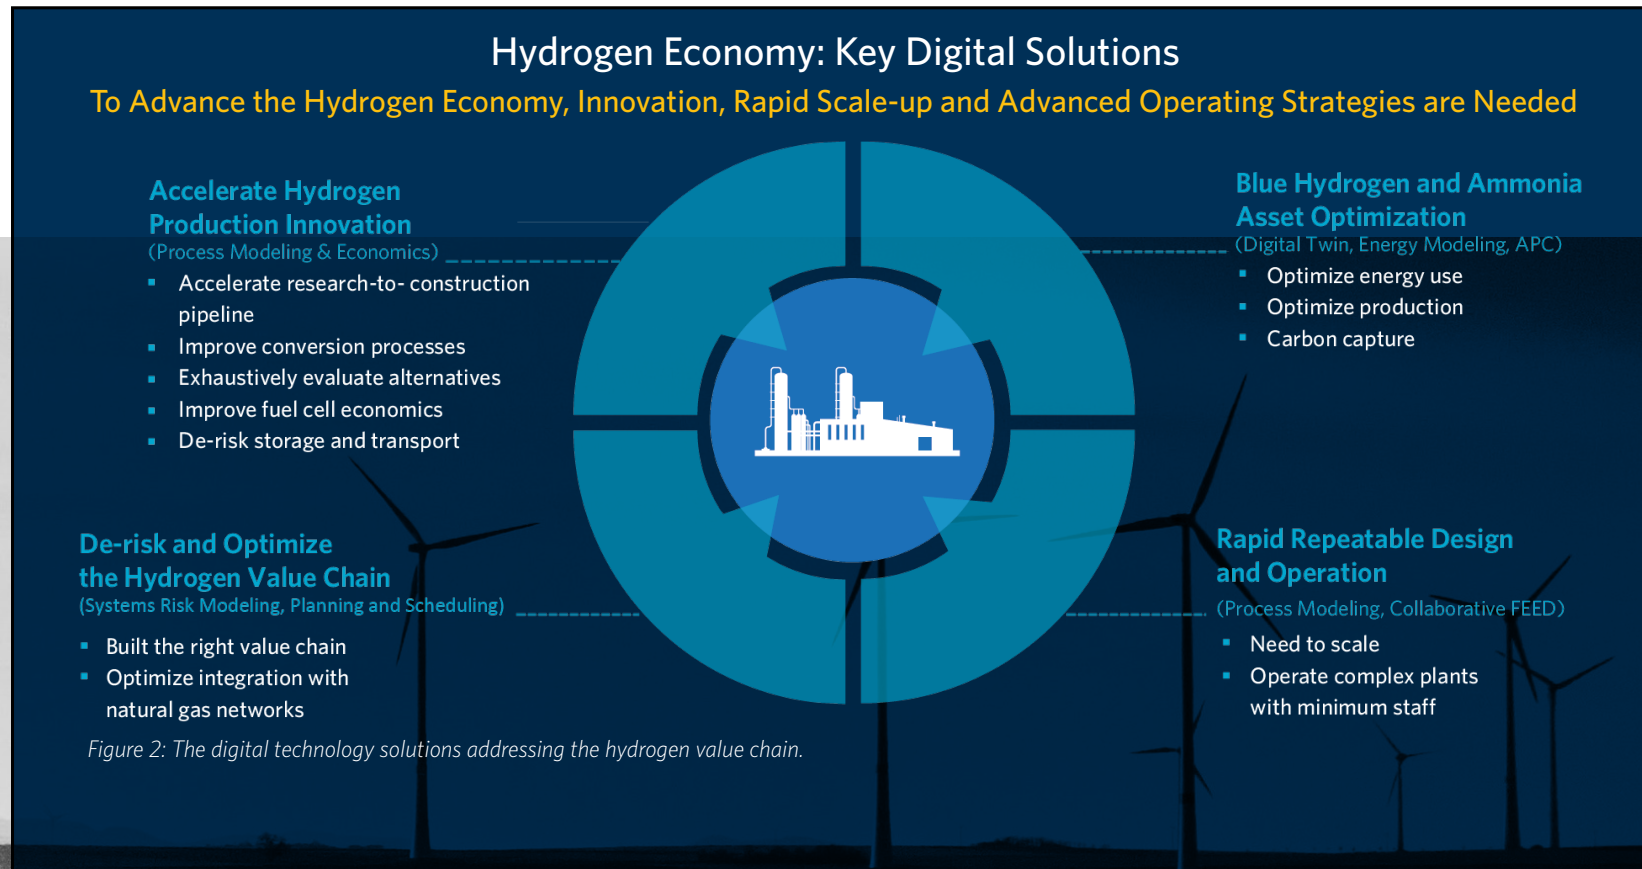 Hydrogen Economy: Key Digital Solutions
To Advance the Hydrogen Economy, Innovation, Rapid Scale-up and Advanced Operating Strategies are Needed
Accelerate Hydrogen
Production Innovation
(Process Modeling & Economics)
Accelerate research-to- construction
pipeline
Improve conversion processes
Exhaustively evaluate alternatives
Improve fuel cell economics
De-risk storage and transport
Blue Hydrogen and Ammonia
Asset Optimization
(Digital Twin, Energy Modeling, APC)
Optimize energy use
Optimize production
Carbon capture
De-risk and Optimize
the Hydrogen Value Chain
(Systems Risk Modeling, Planning and Scheduling)
Built the right value chain
Optimize integration with
natural gas networks
Rapid Repeatable Design
and Operation
(Process Modeling, Collaborative FEED)
Need to scale
Operate complex plants
with minimum staff
Figure 2: The digital technology solutions addressing the hydrogen value chain.